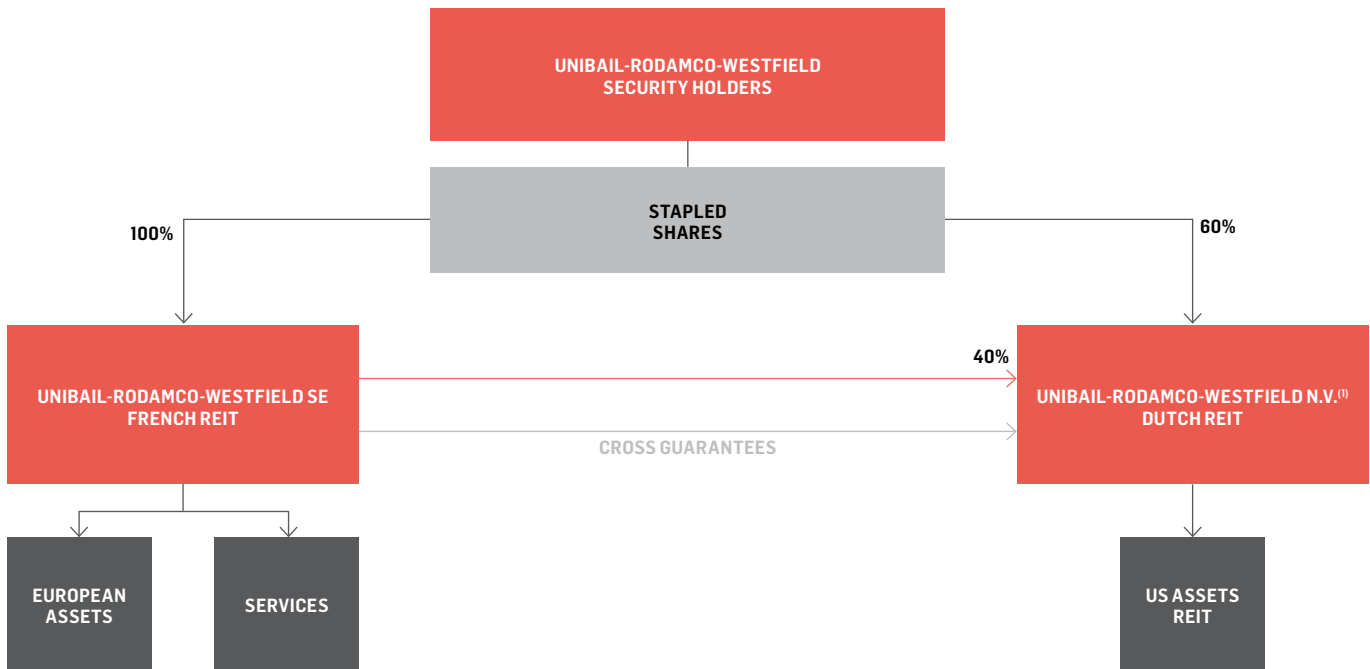 UNIBAIL-RODAMCO-WESTFIELD
SECURITY HOLDERS
STAPLED
SHARES
100%
60%
UNIBAIL-RODAMCO-WESTFIELD SE
FRENCH REIT
40%
CROSS GUARANTEES
UNIBAIL-RODAMCO-WESTFIELD N.V.(1)
DUTCH REIT
EUROPEAN
ASSETS
SERVICES
US ASSETS
REIT